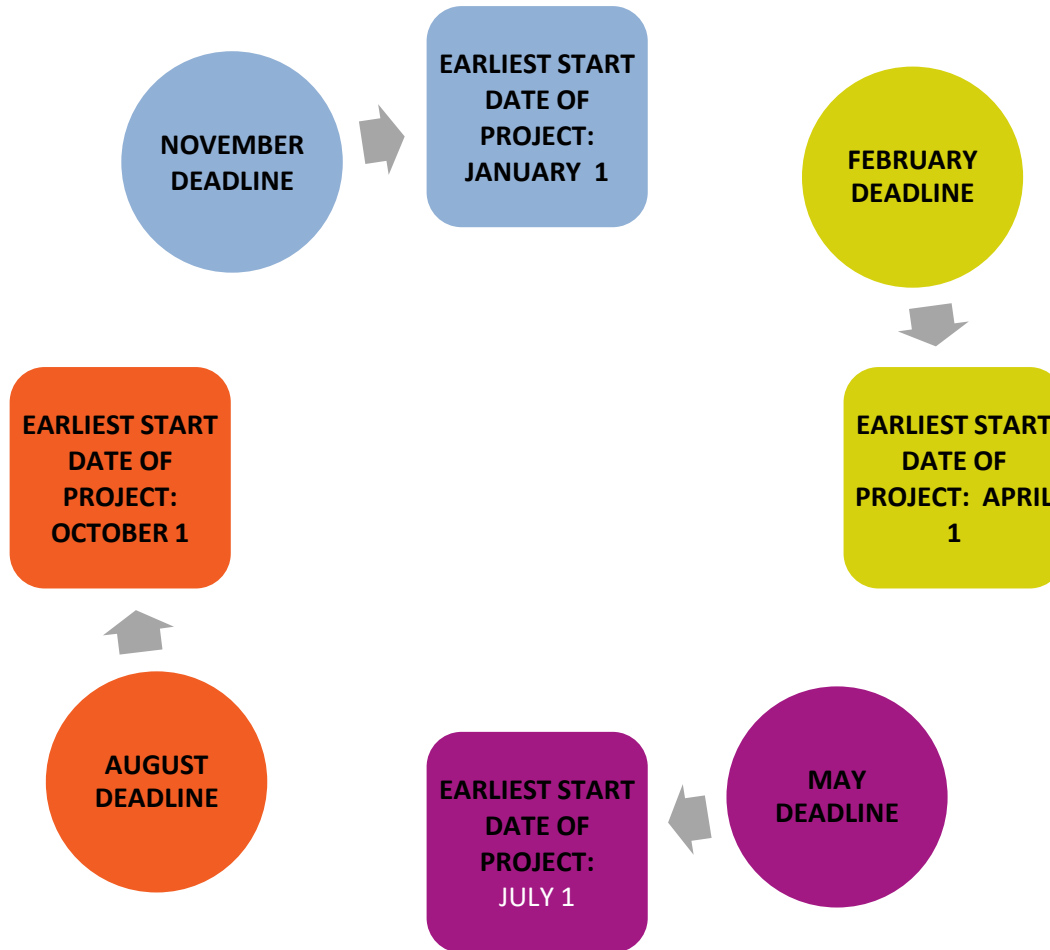 NOVEMBER
DEADLINE
EARLIEST START
DATE OF
PROJECT:
JANUARY  1
FEBRUARY
DEADLINE
EARLIEST START
DATE OF
PROJECT:  APRIL
1
MAY
DEADLINE
EARLIEST START
DATE OF
PROJECT:
JULY 1
AUGUST
DEADLINE
EARLIEST START
DATE OF
PROJECT:
OCTOBER 1